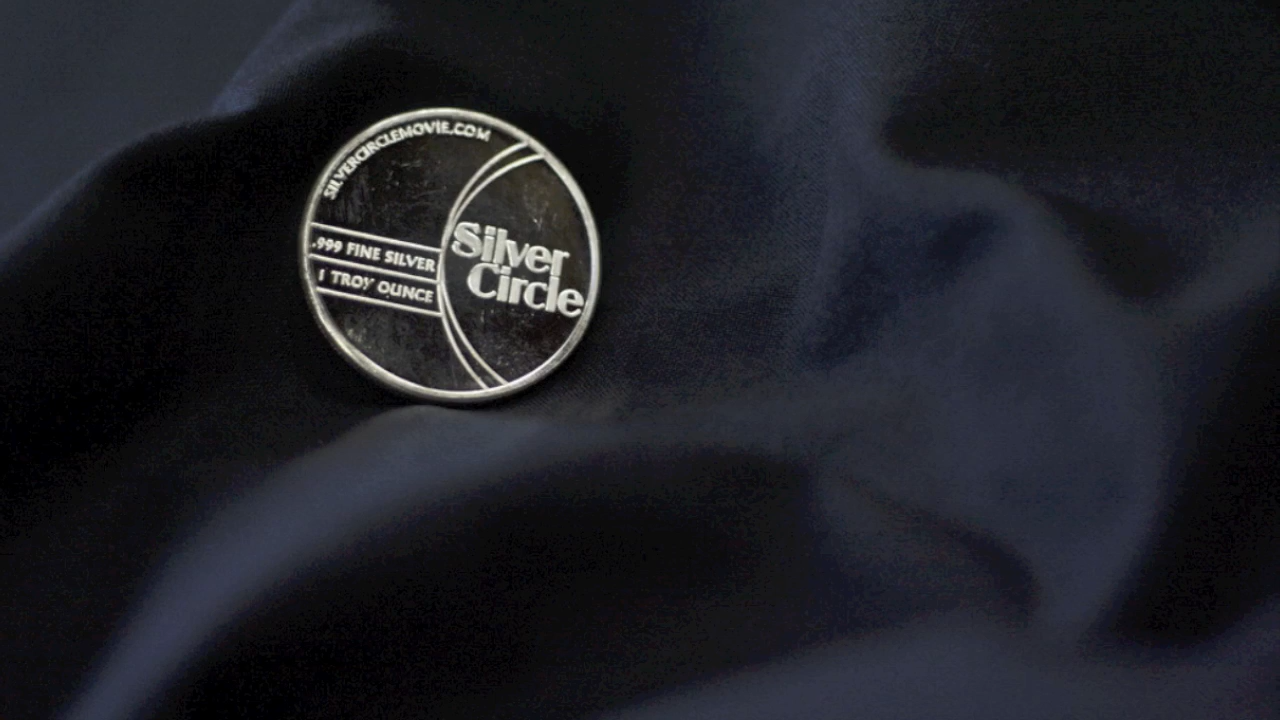 SILVERCIRCLEMOVIE.COM
.999 FINE SILVER
1 TROY OUNCE
Silver
Circle